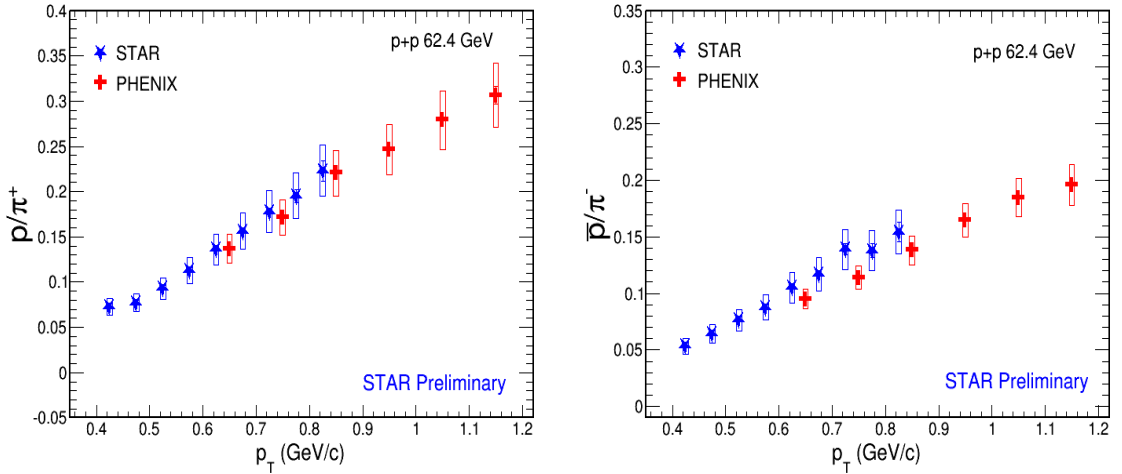 0.4
0.35
0.3
0.25
0.2
0.15
0.1
0.05
0
-0.05
p/π⁺
STAR
PHENIX
p+p 62.4 GeV
STAR Preliminary
0.4 0.5 0.6 0.7 0.8 0.9 1 1.1 1.2
p_T (GeV/c)
0.35
0.3
0.25
0.2
0.15
0.1
0.05
0
p̅/π⁻
STAR
PHENIX
p+p 62.4 GeV
STAR Preliminary
0.4 0.5 0.6 0.7 0.8 0.9 1 1.1 1.2
p_T (GeV/c)